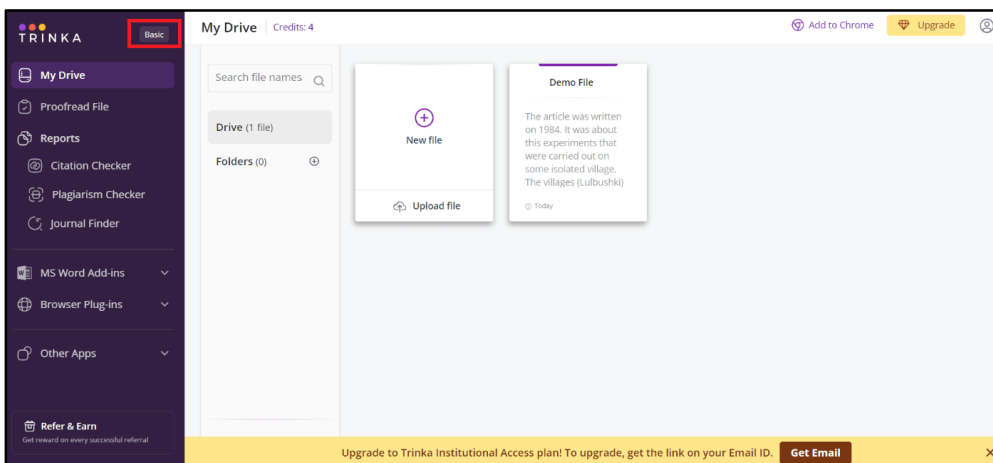 TRINKA
Basic
My Drive
Proofread File
Reports
Citation Checker
Plagiarism Checker
Journal Finder
MS Word Add-ins
Browser Plug-ins
Other Apps
Refer & Earn
Get reward on every successful referral
My Drive
Credits: 4
Add to Chrome
Upgrade
Search file names
Drive (1 file)
Folders (0)
New file
Upload file
Demo File
The article was written
on 1984. It was about
this experiments that
were carried out on
some isolated village.
The villages (Lulbushki)
Today
Upgrade to Trinka Institutional Access plan! To upgrade, get the link on your Email ID.
Get Email